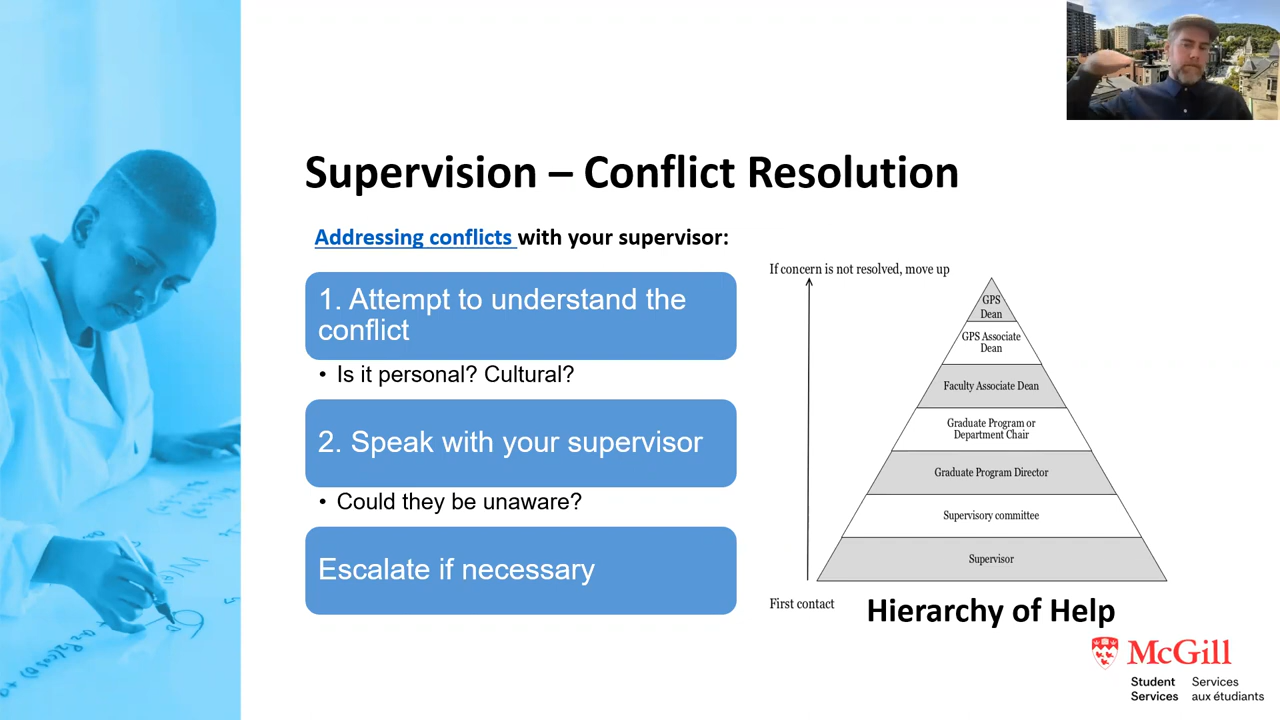 Supervision – Conflict Resolution
Addressing conflicts with your supervisor:
1. Attempt to understand the
conflict
• Is it personal? Cultural?
2. Speak with your supervisor
• Could they be unaware?
Escalate if necessary
If concern is not resolved, move up
GPS
Dean
GPS Associate
Dean
Faculty Associate Dean
Graduate Program or
Department Chair
Graduate Program Director
Supervisory committee
Supervisor
First contact
Hierarchy of Help
McGill
Student Services
Services aux étudiants